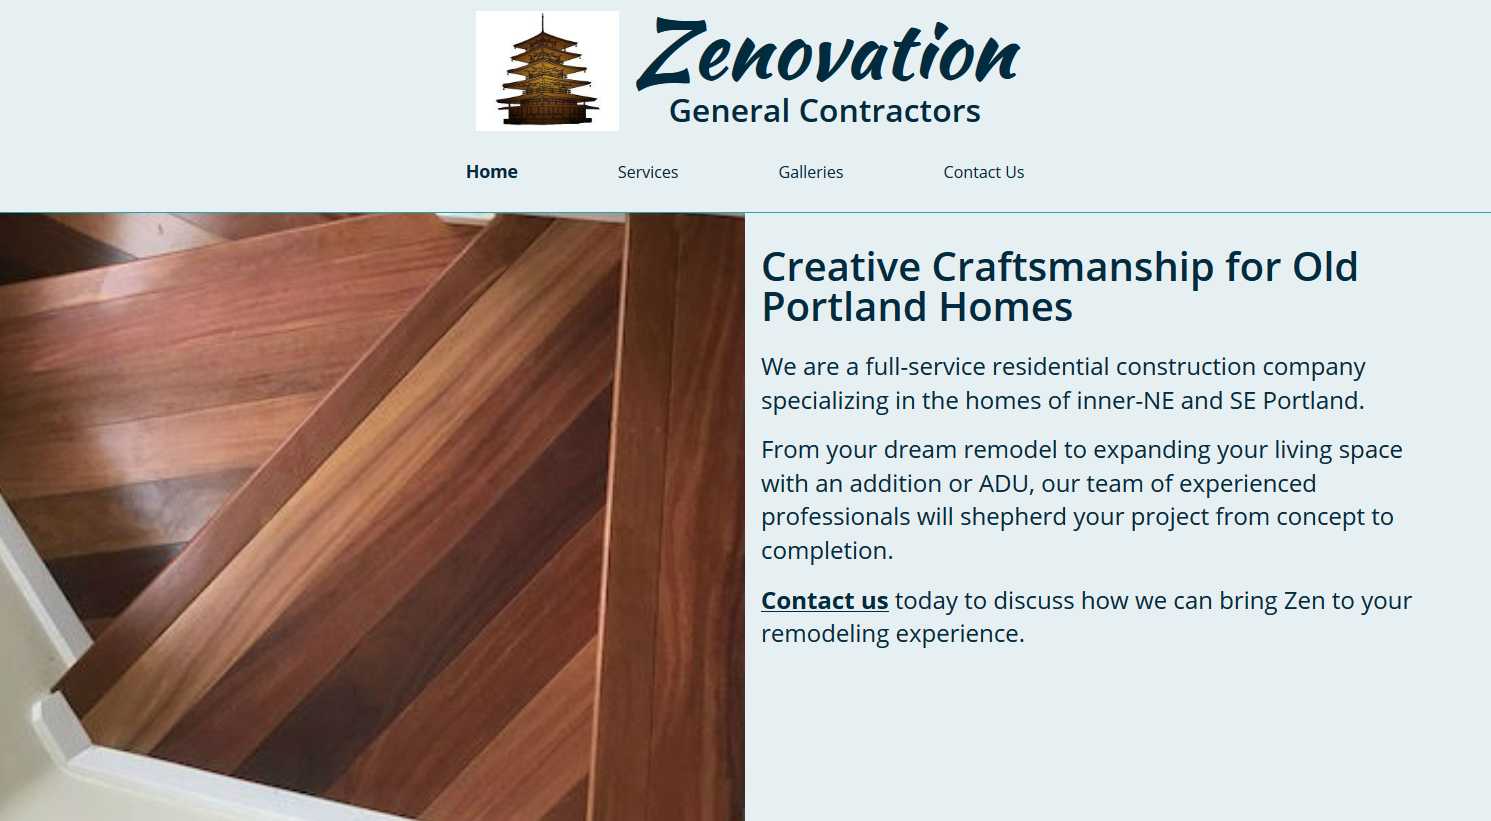 Zenovation
General Contractors
Home
Services
Galleries
Contact Us
Creative Craftsmanship for Old
Portland Homes
We are a full-service residential construction company
specializing in the homes of inner-NE and SE Portland.
From your dream remodel to expanding your living space
with an addition or ADU, our team of experienced
professionals will shepherd your project from concept to
completion.
Contact us today to discuss how we can bring Zen to your
remodeling experience.